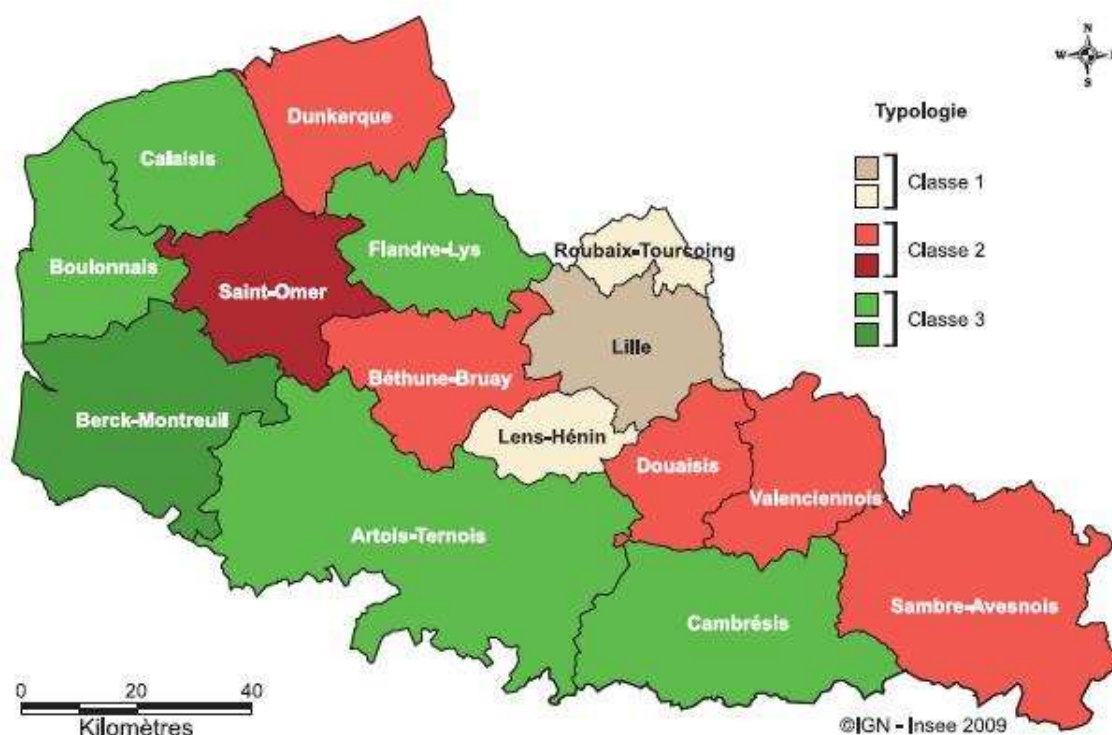 N
W
S
Typologie
Classe 1
Classe 2
Classe 3
Dunkerque
Calaisis
Flandre-Lys
Roubaix-Tourcoing
Boulonnais
Saint-Omer
Lille
Béthune-Bruay
Berck-Montreuil
Lens-Hénin
Douaisis
Valenciennois
Artois-Ternois
Sambre-Avesnois
Cambrésis
0 20 40
Kilomètres
©IGN - Insee 2009